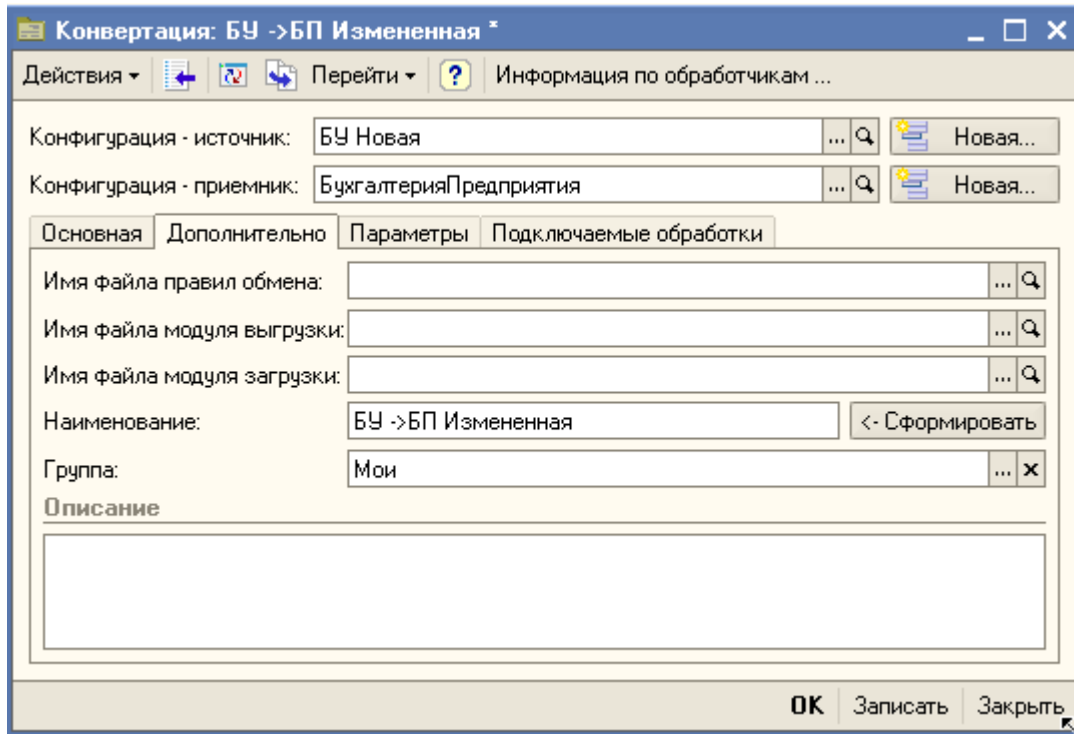 Конвертация: БУ ->БП Измененная *
Действия Перейти ? Информация по обработчикам ...
Конфигурация - источник: БУ Новая ... Новая...
Конфигурация - приемник: БухгалтерияПредприятия ... Новая...
Основная Дополнительно Параметры Подключаемые обработки
Имя файла правил обмена: ...
Имя файла модуля выгрузки: ...
Имя файла модуля загрузки: ...
Наименование: БУ ->БП Измененная <- Сформировать
Группа: Мои ... x
Описание
OK Записать Закрыть